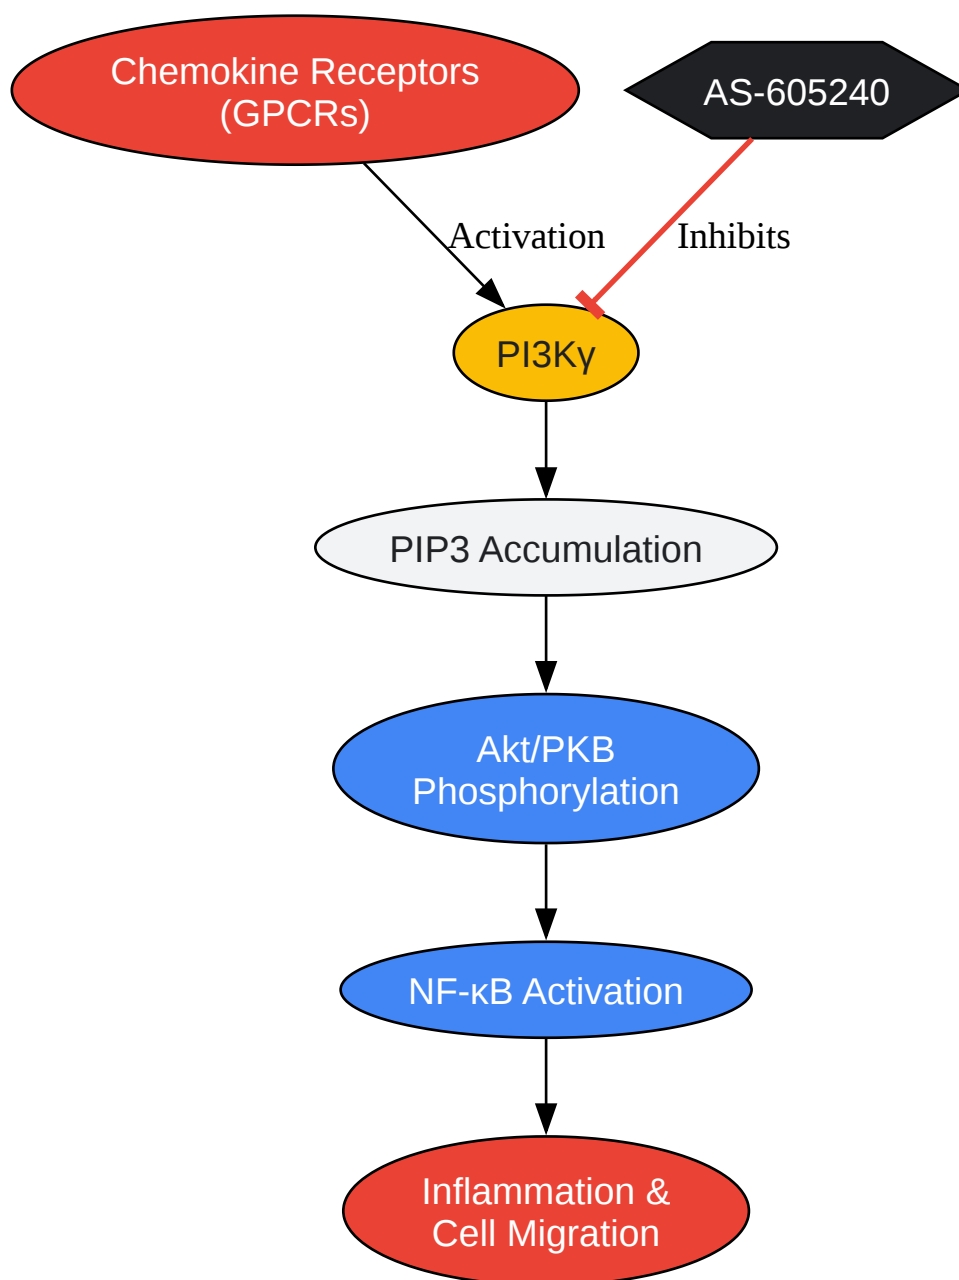 Chemokine Receptors
(GPCRs)
AS-605240
Activation
Inhibits
PI3Kγ
PIP3 Accumulation
Akt/PKB
Phosphorylation
NF-κB Activation
Inflammation &
Cell Migration